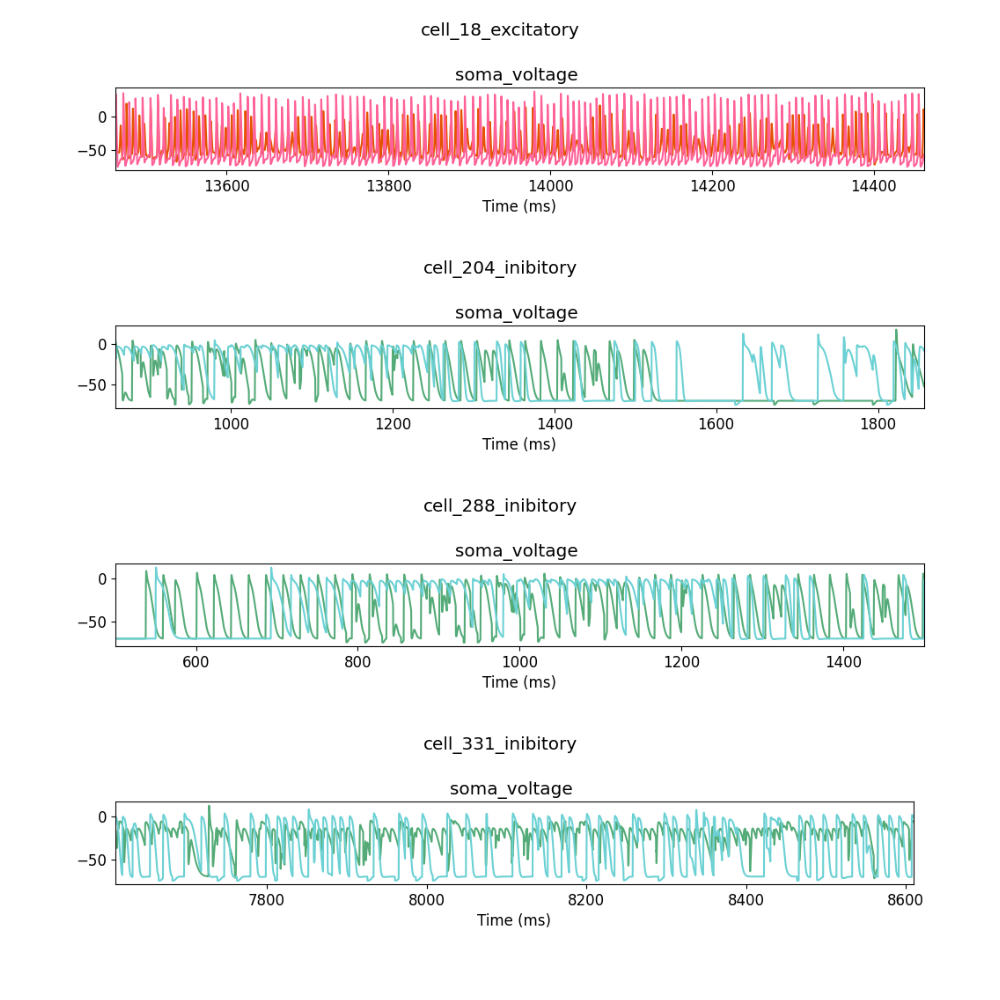 cell_18_excitatory
soma_voltage
0
−50
13600 13800 14000 14200 14400
Time (ms)
cell_204_inibitory
soma_voltage
0
−50
1000 1200 1400 1600 1800
Time (ms)
cell_288_inibitory
soma_voltage
0
−50
600 800 1000 1200 1400
Time (ms)
cell_331_inibitory
soma_voltage
0
−50
7800 8000 8200 8400 8600
Time (ms)